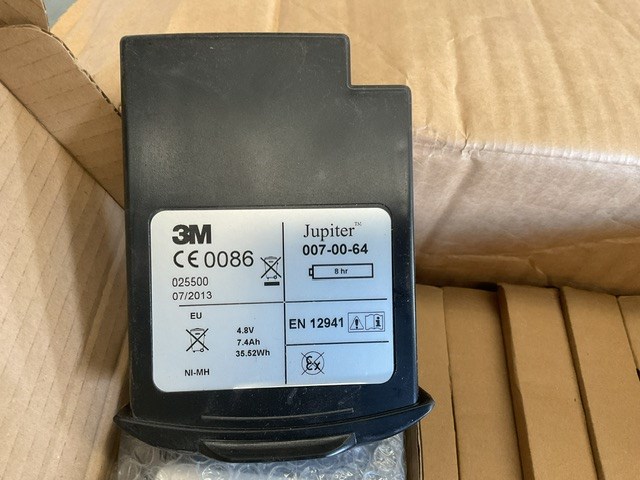 3M
CE 0086
025500
07/2013
Jupiter™
007-00-64
8 hr
EU
4.8V
7.4Ah
35.52Wh
NI-MH
EN 12941
i
Ex